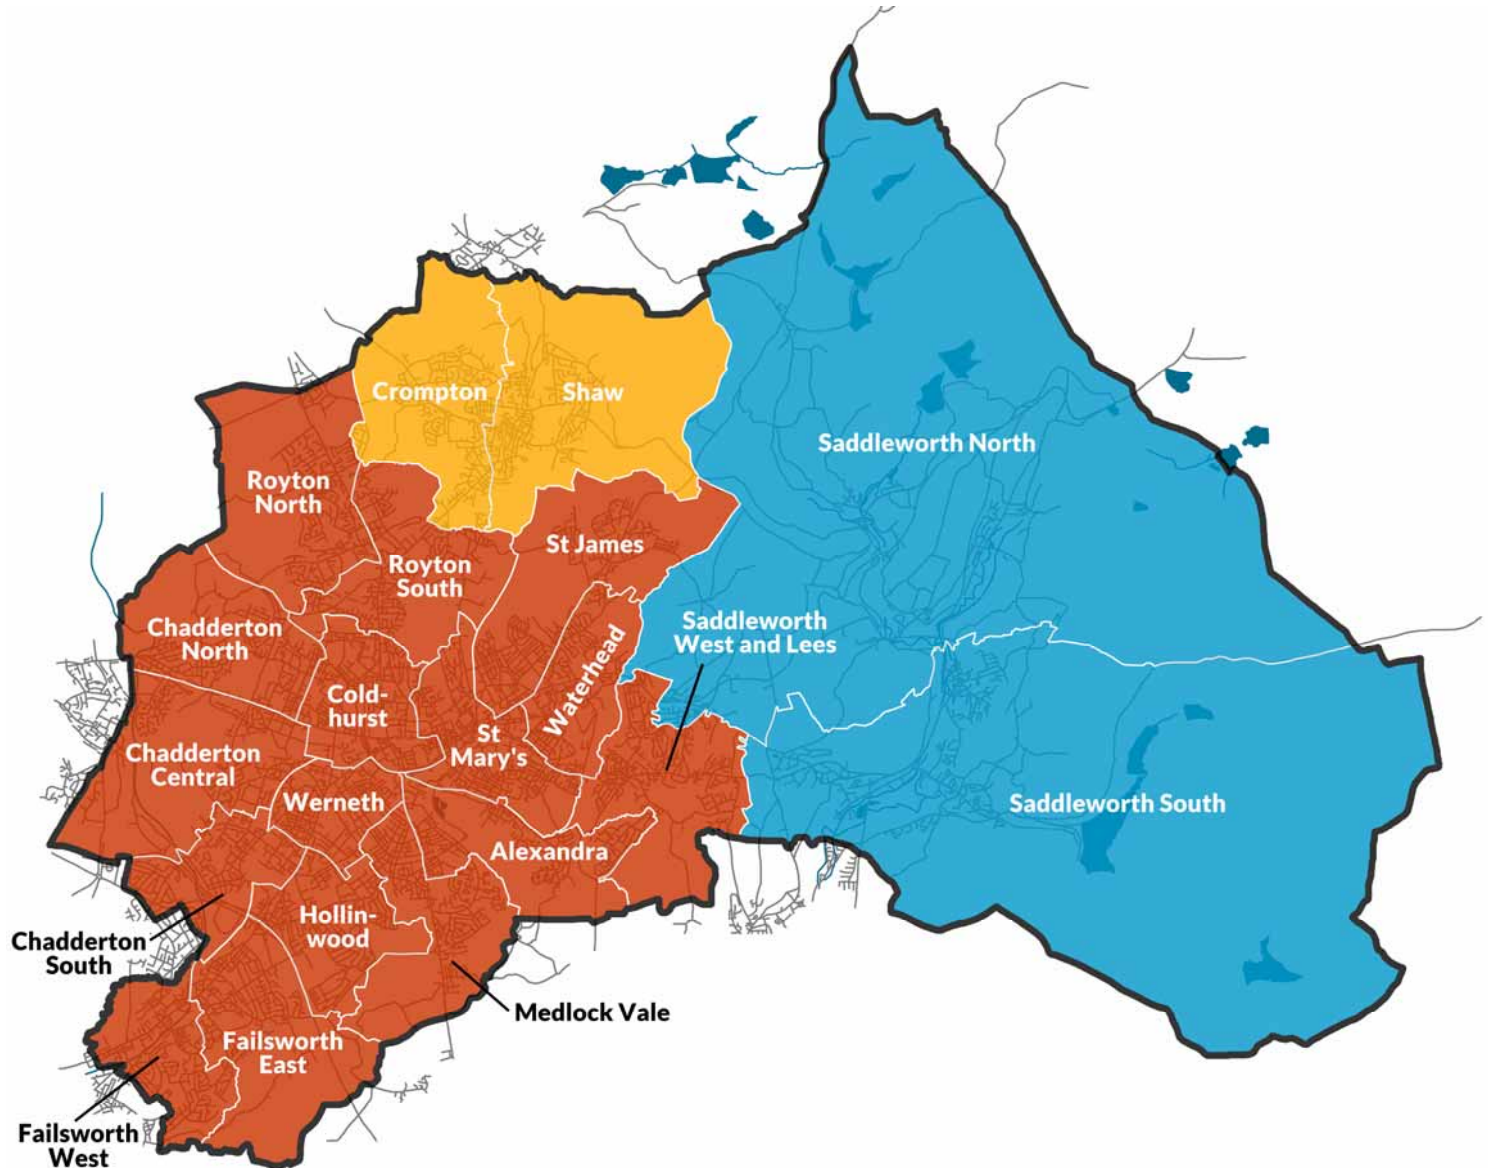 Crompton
Shaw
Saddleworth North
Royton
North
St James
Royton
South
Saddleworth
West and Lees
Chadderton
North
Waterhead
Cold-
hurst
St
Mary's
Chadderton
Central
Werneth
Saddleworth South
Alexandra
Hollin-
wood
Chadderton
South
Medlock Vale
Failsworth
East
Failsworth
West